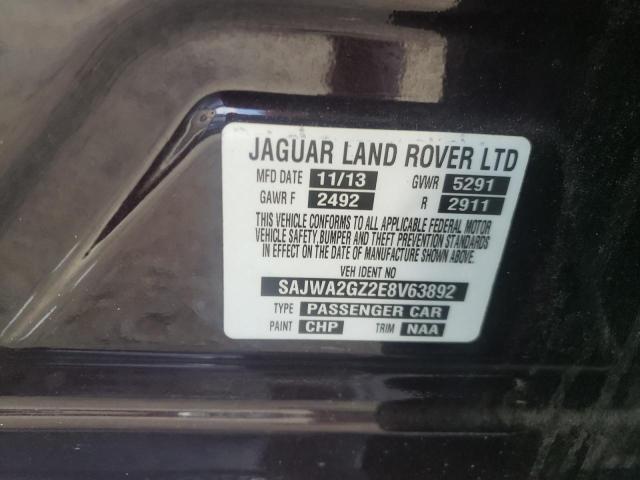 JAGUAR LAND ROVER LTD
MFD DATE 11/13 GVWR 5291
GAWR F 2492 R 2911
THIS VEHICLE CONFORMS TO ALL APPLICABLE FEDERAL MOTOR
VEHICLE SAFETY,BUMPER AND THEFT PREVENTION STANDARDS
IN EFFECT ON THE DATE OF MANUFACTURE SHOWN ABOVE
VEH IDENT NO
SAJWA2GZ2E8V63892
TYPE PASSENGER CAR
PAINT CHP TRIM NAA